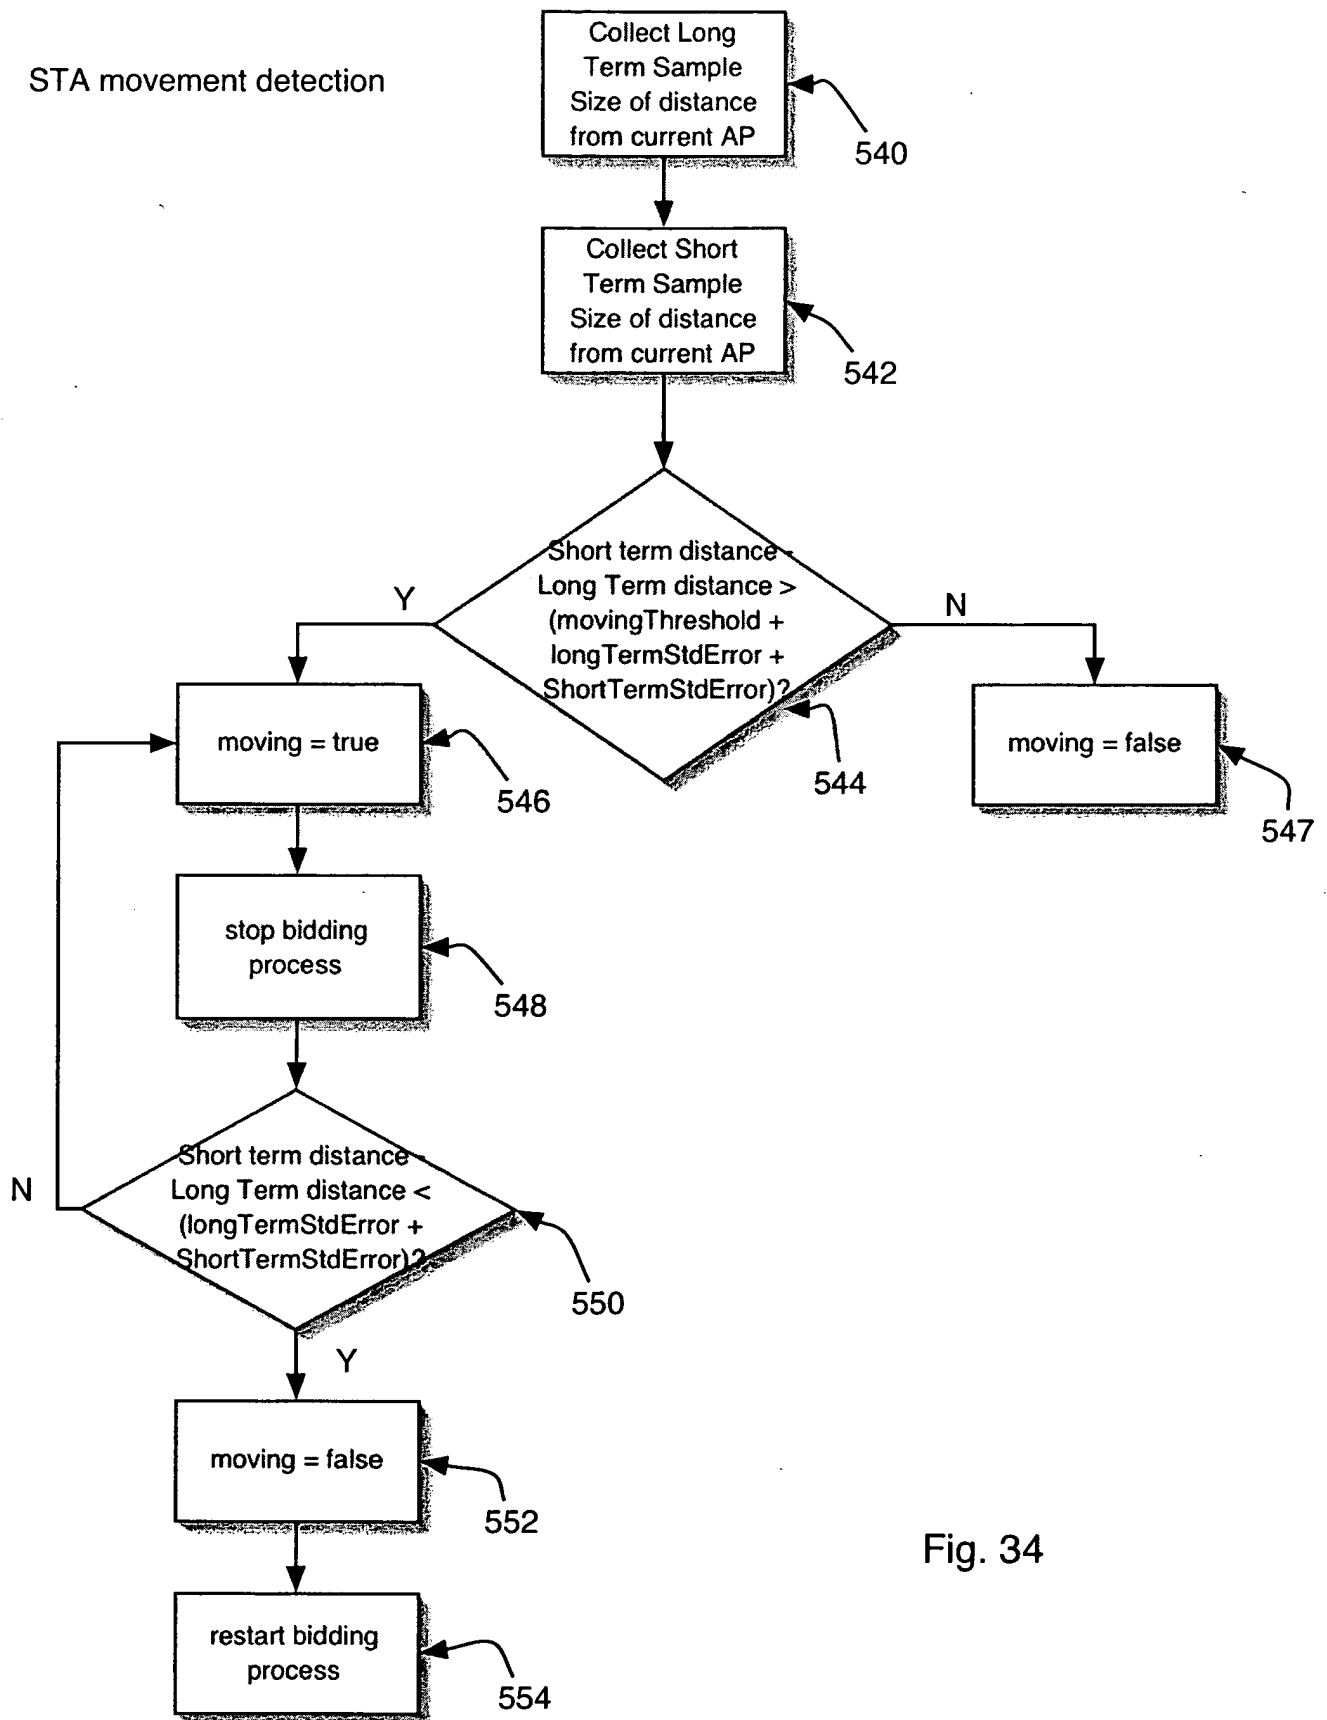 STA movement detection
Collect Long
Term Sample
Size of distance
from current AP
540
Collect Short
Term Sample
Size of distance
from current AP
542
Short term distance -
Long Term distance >
(movingThreshold +
longTermStdError +
ShortTermStdError)?
Y
N
544
moving = true
546
moving = false
547
stop bidding
process
548
Short term distance -
Long Term distance <
(longTermStdError +
ShortTermStdError)?
N
550
Y
moving = false
552
restart bidding
process
554
Fig. 34